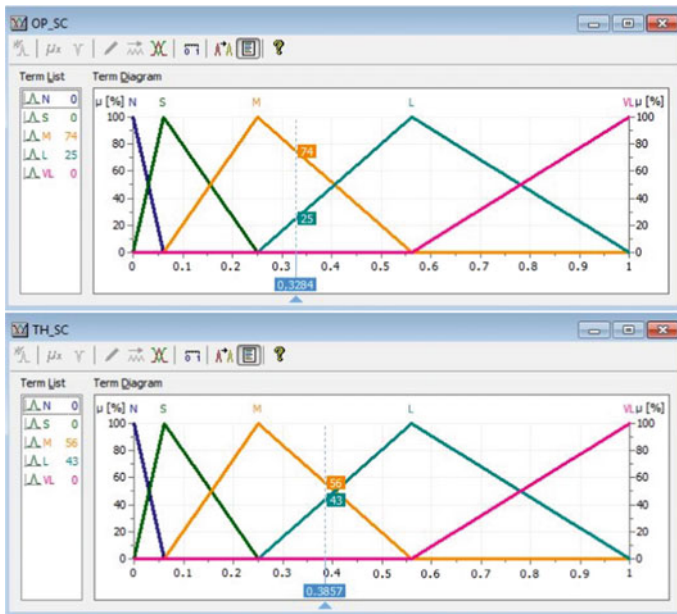 OP_SC
Term List Term Diagram
N 0
S 0
M 74
L 25
VL 0
µ [%] N S M L VL µ [%]
100 100
80 80
60 60
40 40
20 20
0 0
74
25
0 0.1 0.2 0.3 0.4 0.5 0.6 0.7 0.8 0.9 1
0.3284
TH_SC
Term List Term Diagram
N 0
S 0
M 56
L 43
VL 0
µ [%] N S M L VL µ [%]
100 100
80 80
60 60
40 40
20 20
0 0
56
43
0 0.1 0.2 0.3 0.4 0.5 0.6 0.7 0.8 0.9 1
0.3857